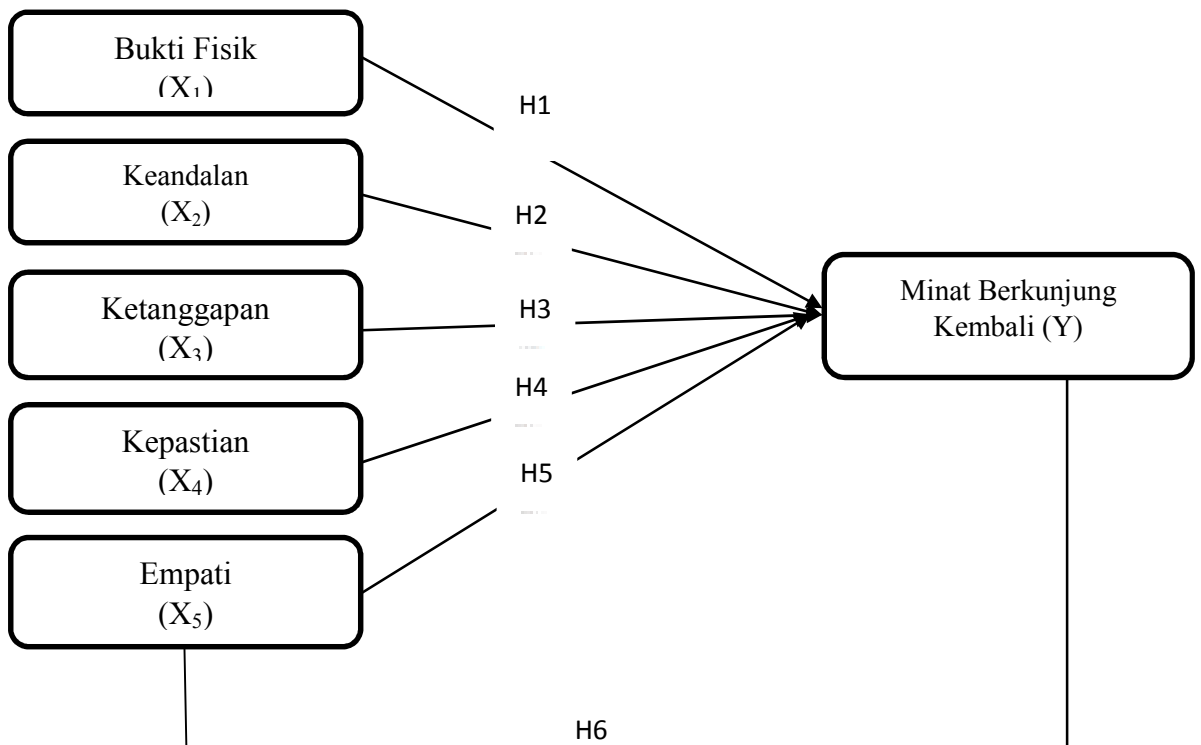 Bukti Fisik
(X₁)
H1
Keandalan
(X₂)
H2
Ketanggapan
(X₃)
H3
Kepastian
(X₄)
H4
Empati
(X₅)
H5
Minat Berkunjung
Kembali (Y)
H6